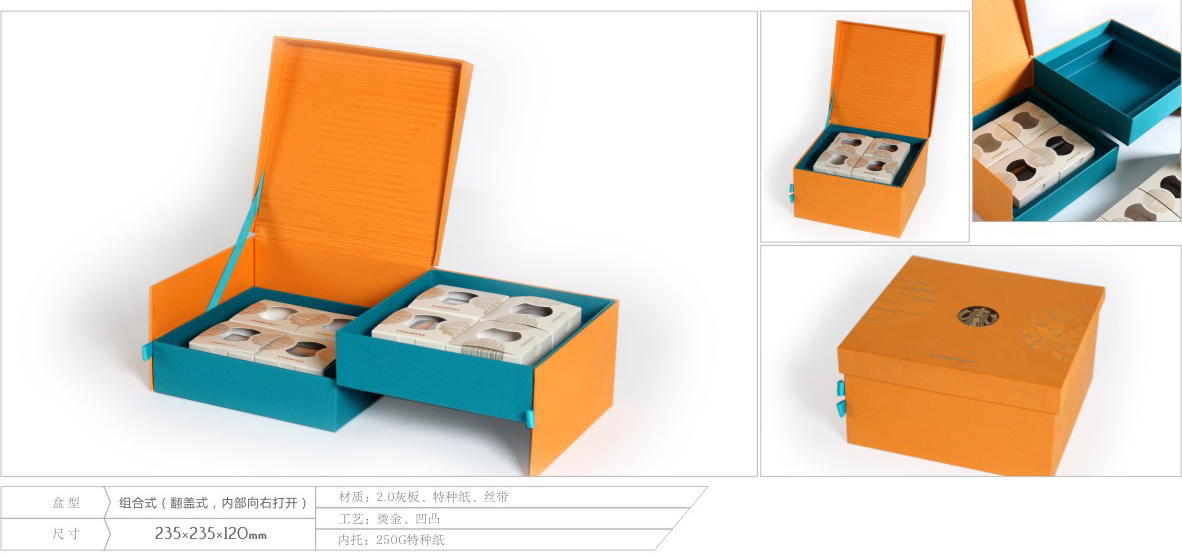 STARBUCKS
盒型
组合式（翻盖式，内部向右打开）
尺寸
235×235×120mm
材质：2.0灰板、特种纸、丝带
工艺：烫金、凹凸
内托：250G特种纸